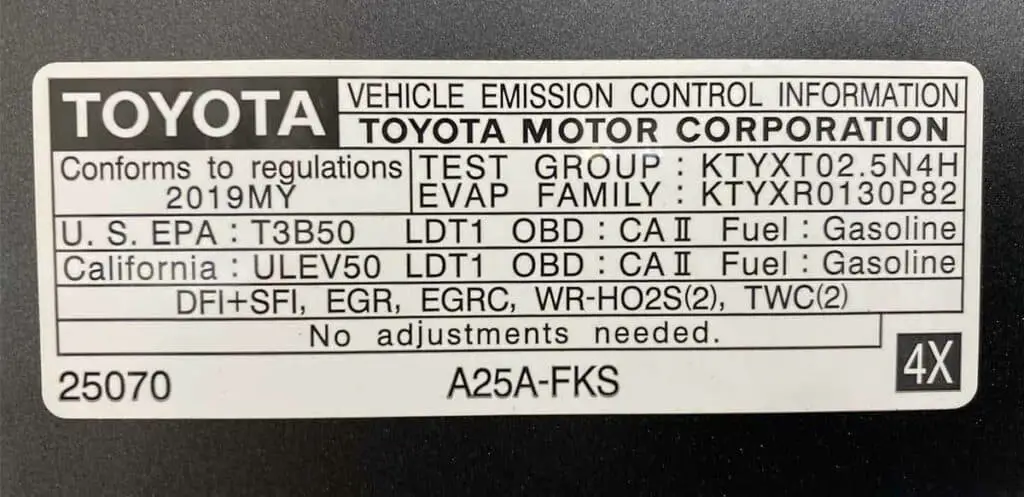 TOYOTA VEHICLE EMISSION CONTROL INFORMATION
TOYOTA MOTOR CORPORATION
Conforms to regulations
2019MY
TEST GROUP : KTYXT02.5N4H
EVAP FAMILY : KTYXR0130P82
U. S. EPA : T3B50 LDT1 OBD : CA II Fuel : Gasoline
California : ULEV50 LDT1 OBD : CA II Fuel : Gasoline
DFI+SFI, EGR, EGRC, WR-HO2S(2), TWC(2)
No adjustments needed.
25070 A25A-FKS 4X